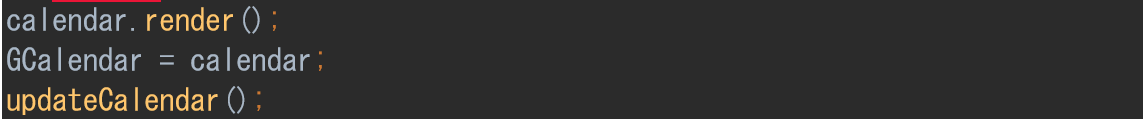 calendar.render();
GCalendar = calendar;
updateCalendar();